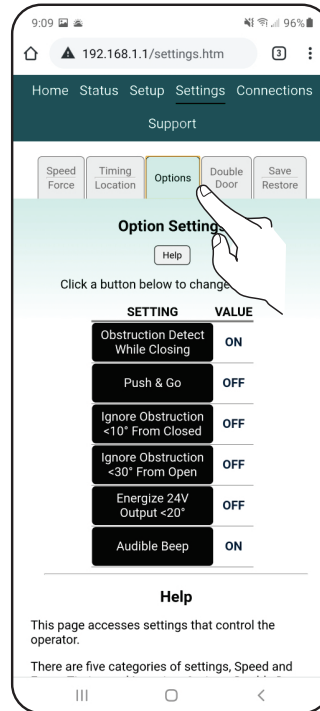 9:09 96%
192.168.1.1/settings.htm 3
Home Status Setup Settings Connections
Support
Speed
Force
Timing
Location
Options
Double
Door
Save
Restore
Option Settings
Help
Click a button below to change
SETTING VALUE
Obstruction Detect
While Closing
ON
Push & Go OFF
Ignore Obstruction
<10° From Closed
OFF
Ignore Obstruction
<30° From Open
OFF
Energize 24V
Output <20°
OFF
Audible Beep ON
Help
This page accesses settings that control the
operator.
There are five categories of settings, Speed and